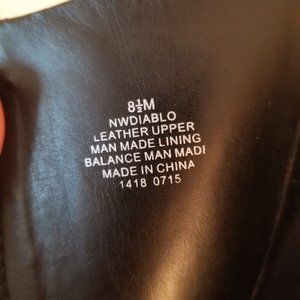 8½M
NWDIABLO
LEATHER UPPER
MAN MADE LINING
BALANCE MAN MADE
MADE IN CHINA
1418 0715